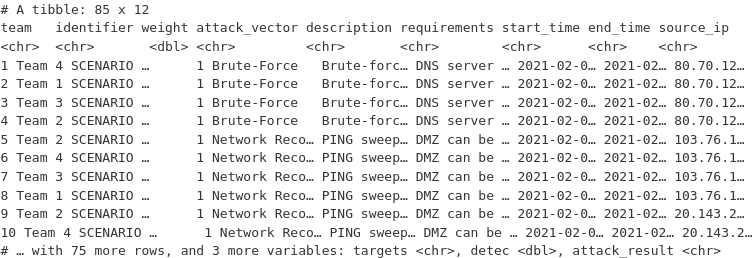 # A tibble: 85 x 12
team identifier weight attack_vector description requirements start_time end_time source_ip
<chr> <chr> <dbl> <chr> <chr> <chr> <chr> <chr> <chr>
1 Team 4 SCENARIO … 1 Brute-Force Brute-forc… DNS server … 2021-02-0… 2021-02… 80.70.12…
2 Team 1 SCENARIO … 1 Brute-Force Brute-forc… DNS server … 2021-02-0… 2021-02… 80.70.12…
3 Team 3 SCENARIO … 1 Brute-Force Brute-forc… DNS server … 2021-02-0… 2021-02… 80.70.12…
4 Team 2 SCENARIO … 1 Brute-Force Brute-forc… DNS server … 2021-02-0… 2021-02… 80.70.12…
5 Team 2 SCENARIO … 1 Network Reco… PING sweep… DMZ can be … 2021-02-0… 2021-02… 103.76.1…
6 Team 4 SCENARIO … 1 Network Reco… PING sweep… DMZ can be … 2021-02-0… 2021-02… 103.76.1…
7 Team 3 SCENARIO … 1 Network Reco… PING sweep… DMZ can be … 2021-02-0… 2021-02… 103.76.1…
8 Team 1 SCENARIO … 1 Network Reco… PING sweep… DMZ can be … 2021-02-0… 2021-02… 103.76.1…
9 Team 2 SCENARIO … 1 Network Reco… PING sweep… DMZ can be … 2021-02-0… 2021-02… 20.143.2…
10 Team 4 SCENARIO … 1 Network Reco… PING sweep… DMZ can be … 2021-02-0… 2021-02… 20.143.2…
# … with 75 more rows, and 3 more variables: targets <chr>, detec <dbl>, attack_result <chr>